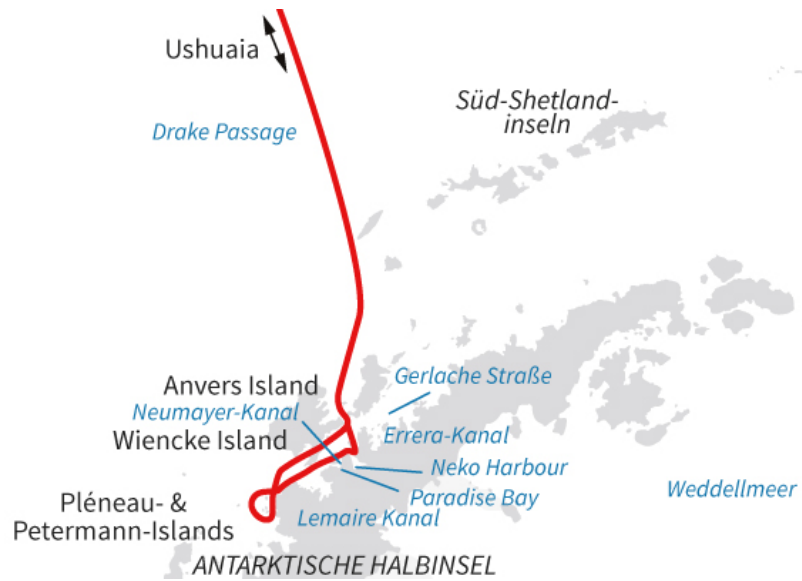 Ushuaia
Süd-Shetland-
inseln
Drake Passage
Anvers Island
Gerlache Straße
Neumayer-Kanal
Wiencke Island
Errera-Kanal
Neko Harbour
Paradise Bay
Weddellmeer
Pléneau- &
Petermann-Islands
Lemaire Kanal
ANTARKTISCHE HALBINSEL